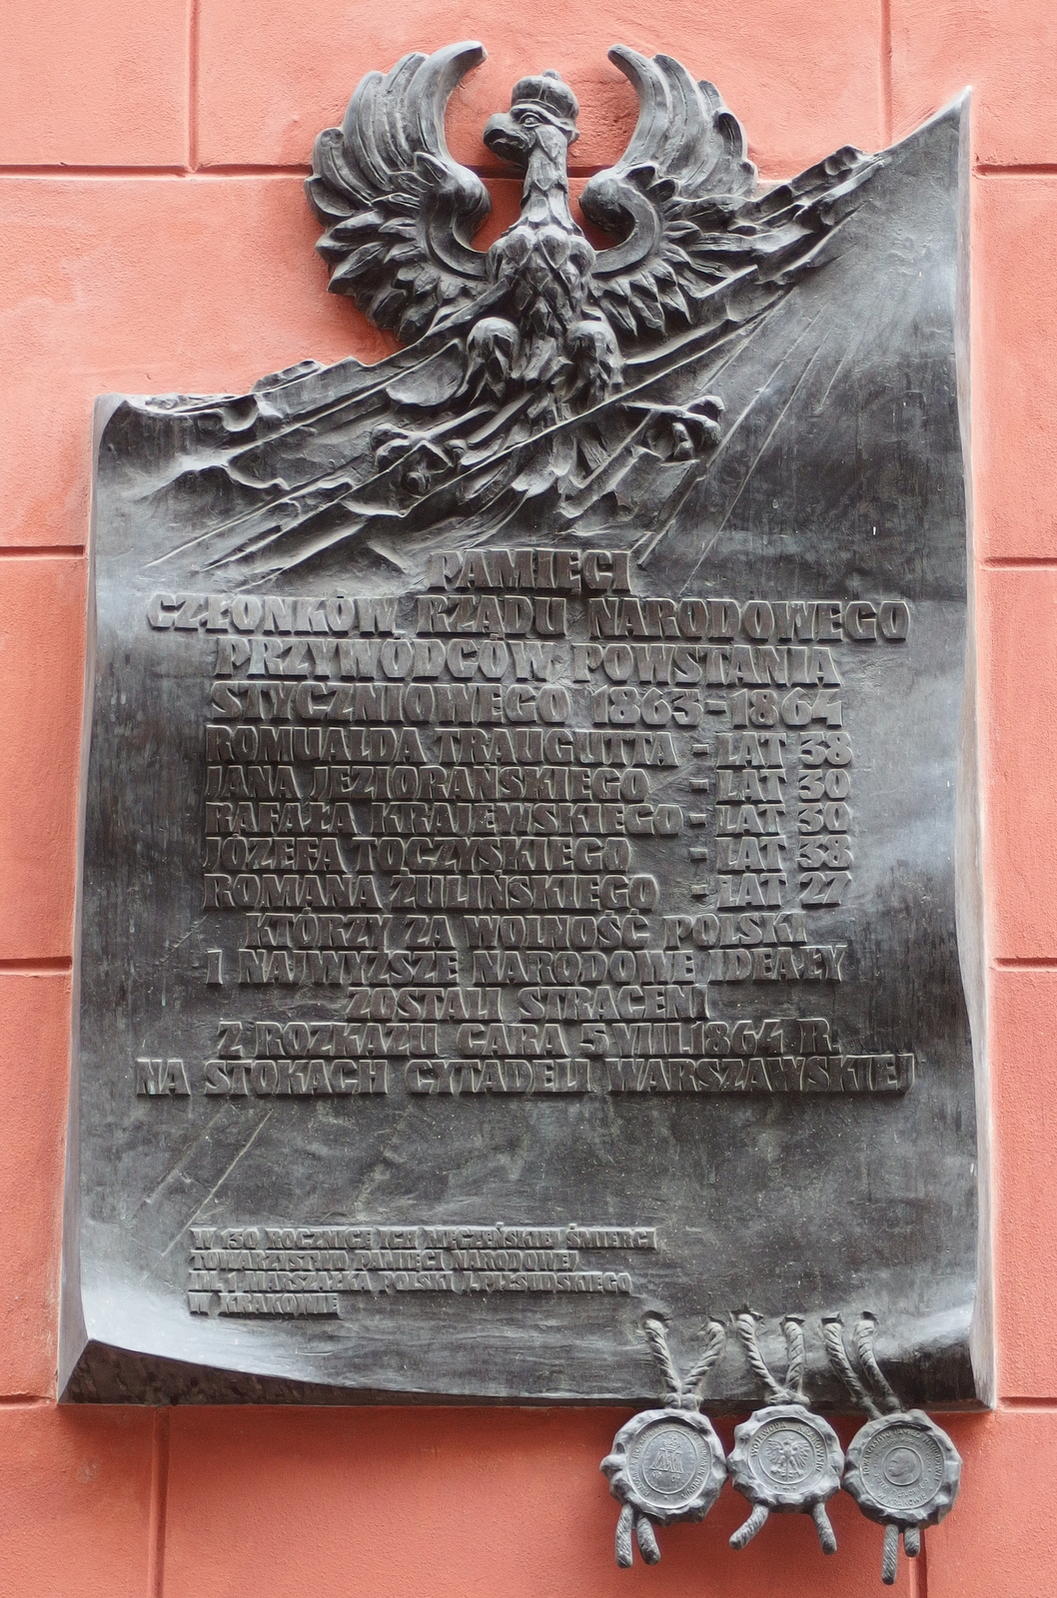 PAMIĘCI
CZŁONKÓW RZĄDU NARODOWEGO
PRZYWÓDCÓW POWSTANIA
STYCZNIOWEGO 1863-1864
ROMUALDA TRAUGUTTA - LAT 38
JANA JEZIORAŃSKIEGO - LAT 30
RAFAŁA KRAJEWSKIEGO - LAT 30
JÓZEFA TOCZYSKIEGO - LAT 38
ROMANA ŻULIŃSKIEGO - LAT 27
KTÓRZY ZA WOLNOŚĆ POLSKI
I NAJWYŻSZE NARODOWE IDEAŁY
ZOSTALI STRACENI
Z ROZKAZU CARA 5.VIII.1864 R.
NA STOKACH CYTADELI WARSZAWSKIEJ
W 130 ROCZNICĘ ICH MĘCZEŃSKIEJ ŚMIERCI
TOWARZYSTWO PAMIĘCI NARODOWEJ
IM. I MARSZAŁKA POLSKI J. PIŁSUDSKIEGO
W KRAKOWIE